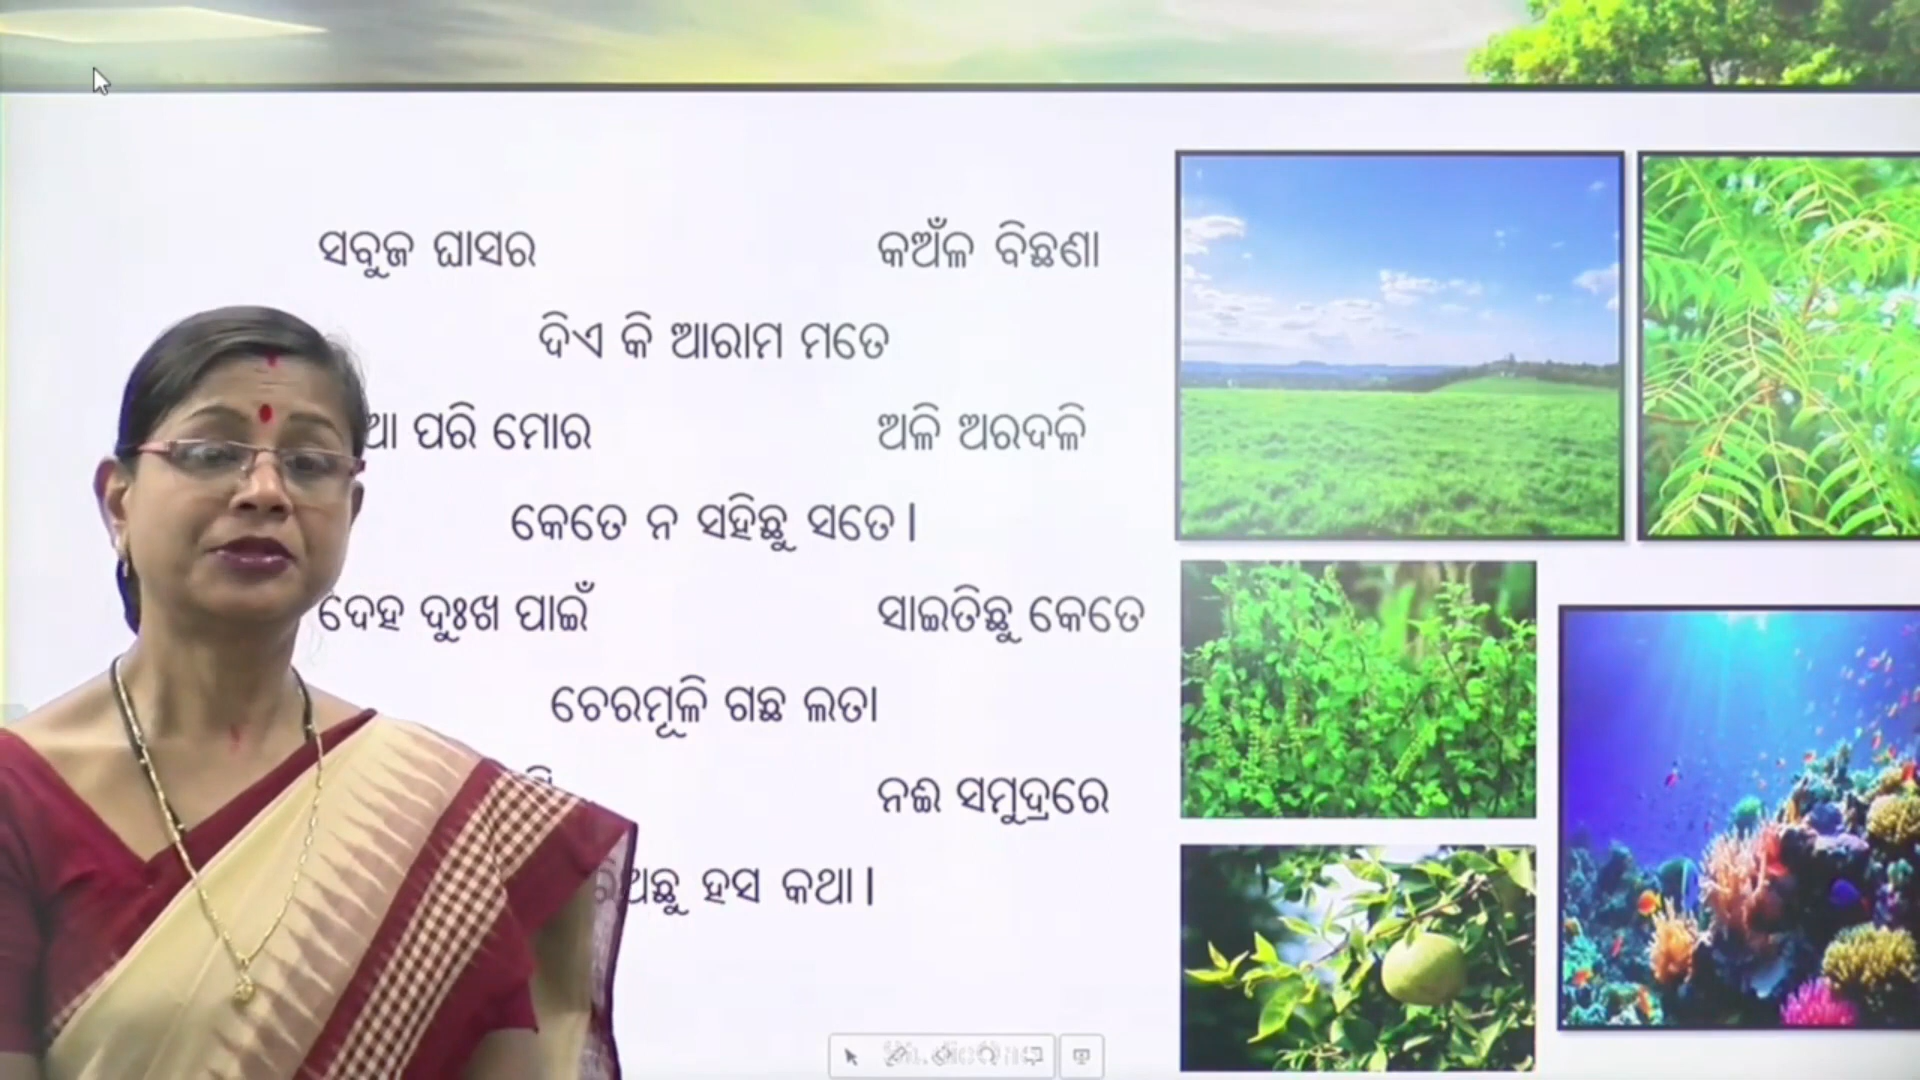 ସବୁଜ ଘାସର କଅଁଳ ବିଛଣା
ଦିଏ କି ଆରାମ ମତେ
ପରି ମୋର ଅଳି ଅରଦଳି
କେତେ ନ ସହିଛୁ ସତେ।
ଦେହ ଦୁଃଖ ପାଇଁ ସାଇତିଛୁ କେତେ
ଚେରମୂଳି ଗଛ ଲତା
ନଈ ସମୁଦ୍ରରେ
ହସ କଥା।